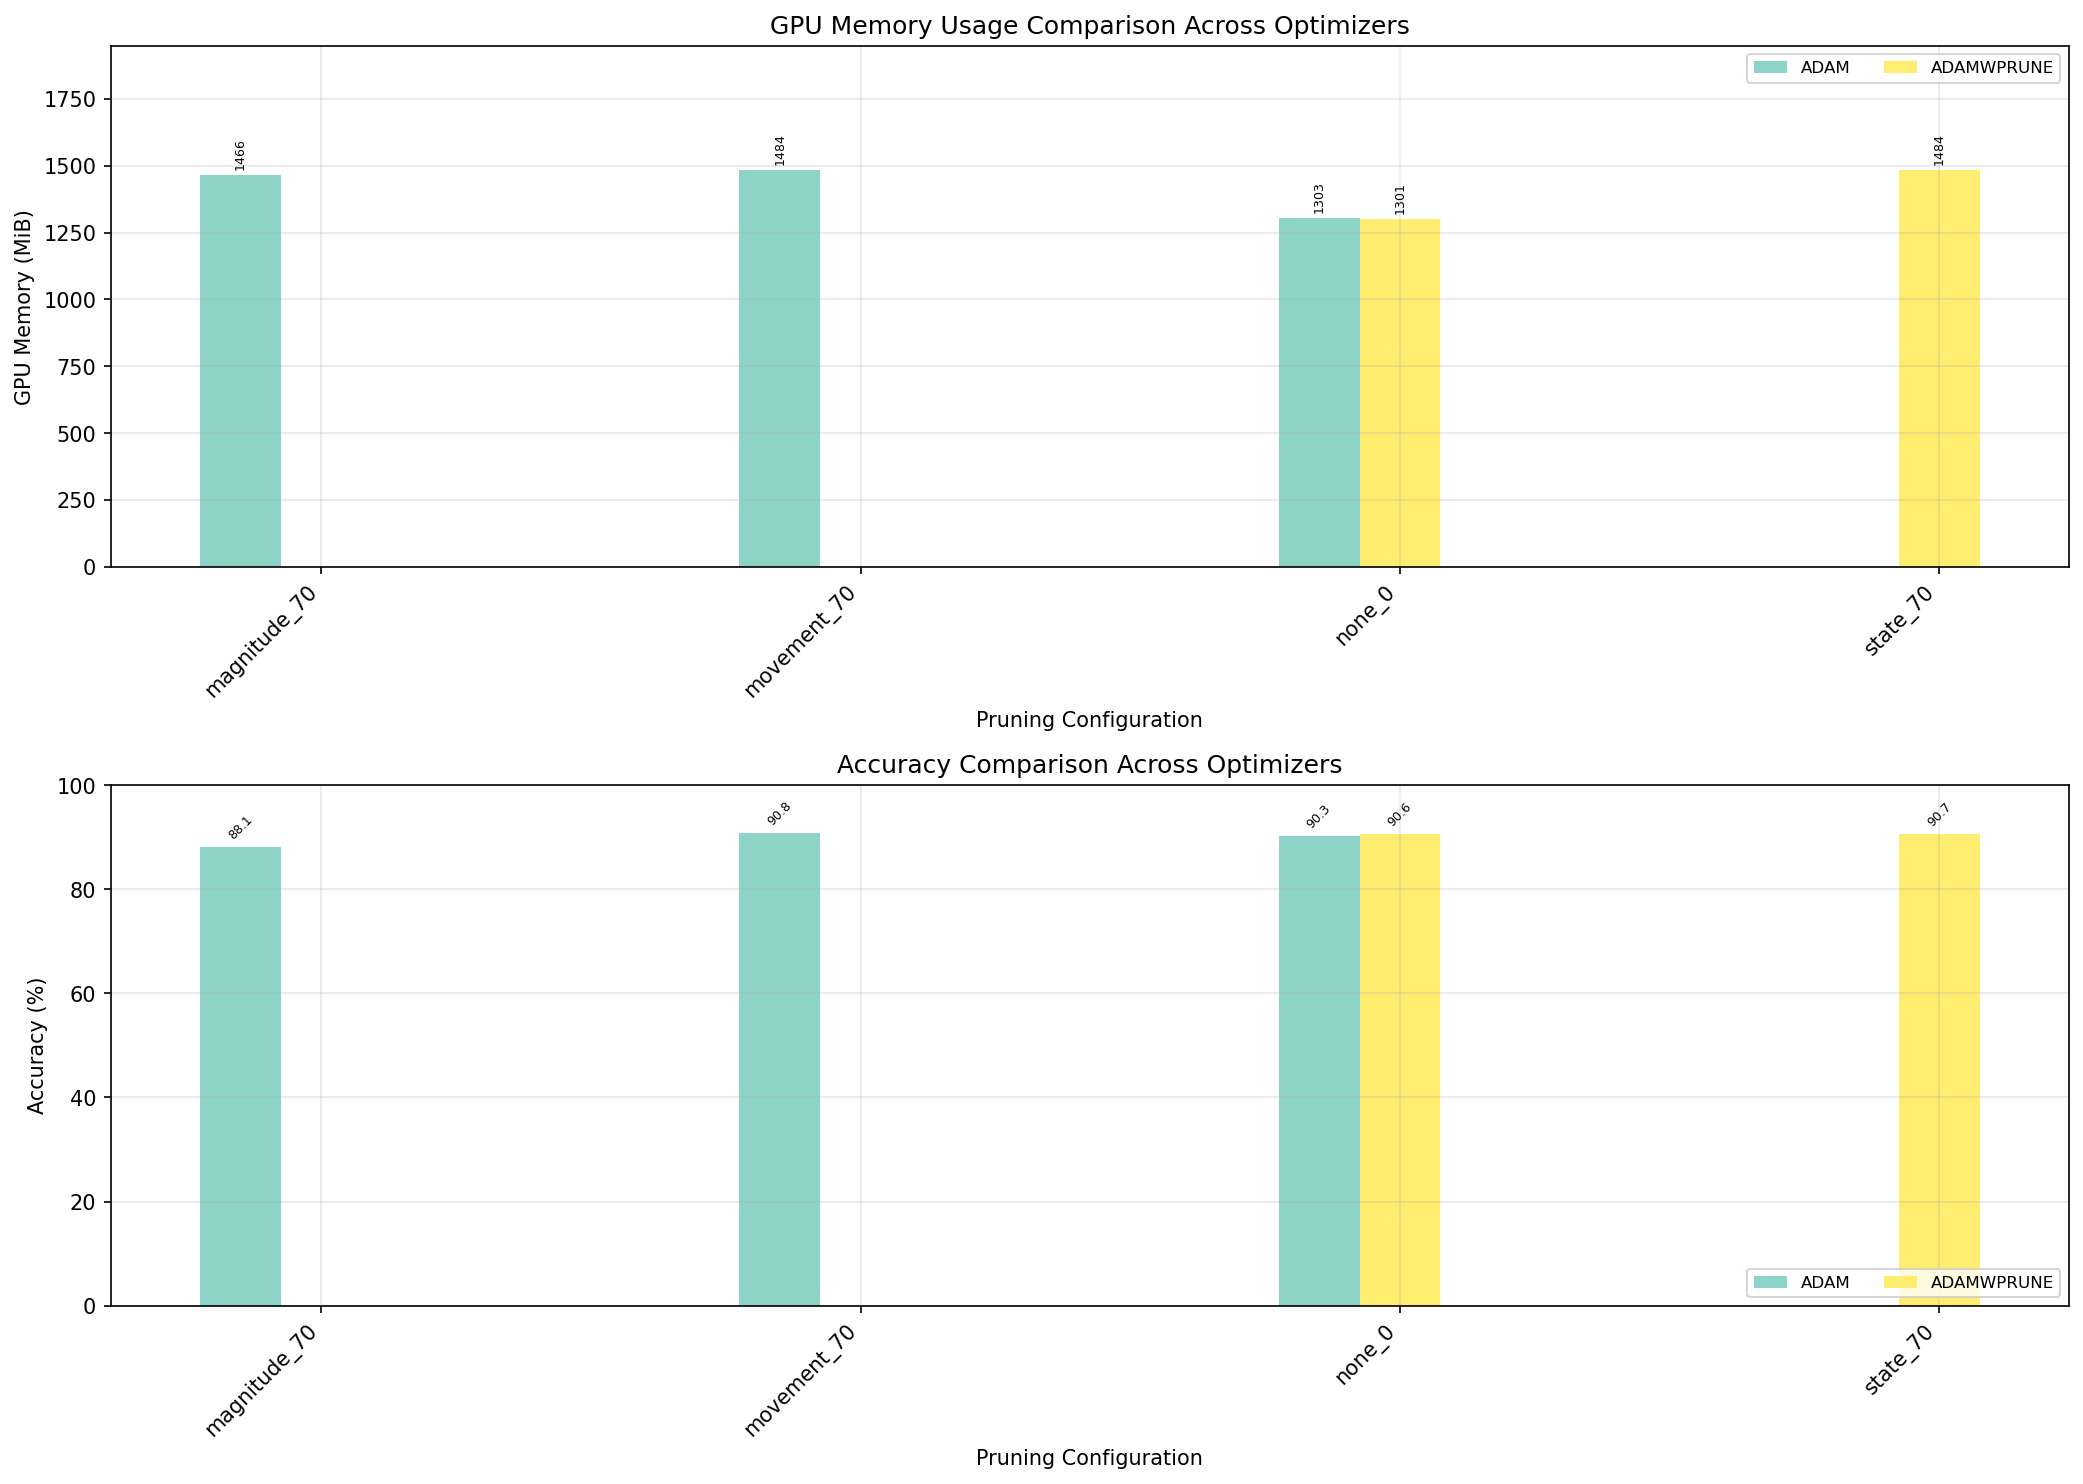 GPU Memory Usage Comparison Across Optimizers
ADAM ADAMWPRUNE
GPU Memory (MiB)
1750
1500
1250
1000
750
500
250
0
1466
1484
1303
1301
1484
magnitude_70
movement_70
none_0
state_70
Pruning Configuration
Accuracy Comparison Across Optimizers
Accuracy (%)
100
80
60
40
20
0
88.1
90.8
90.3
90.6
90.7
ADAM ADAMWPRUNE
magnitude_70
movement_70
none_0
state_70
Pruning Configuration